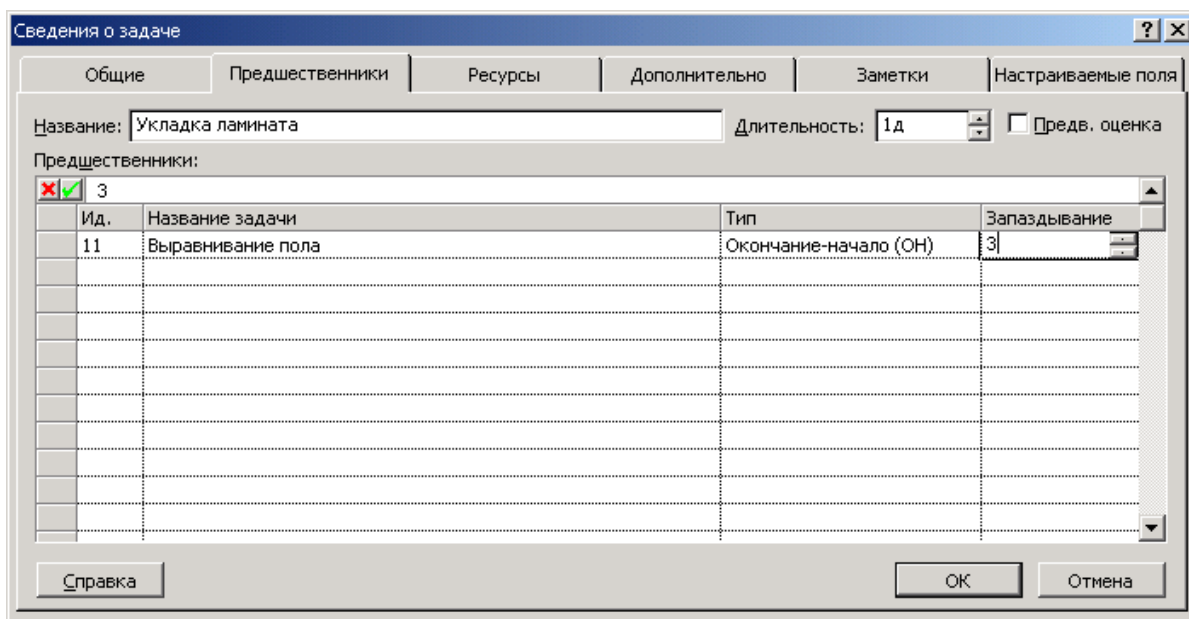 Сведения о задаче
Общие Предшественники Ресурсы Дополнительно Заметки Настраиваемые поля
Название: Укладка ламината Длительность: 1д Предв. оценка
Предшественники:
3
Ид. Название задачи Тип Запаздывание
11 Выравнивание пола Окончание-начало (ОН) 3
Справка ОК Отмена